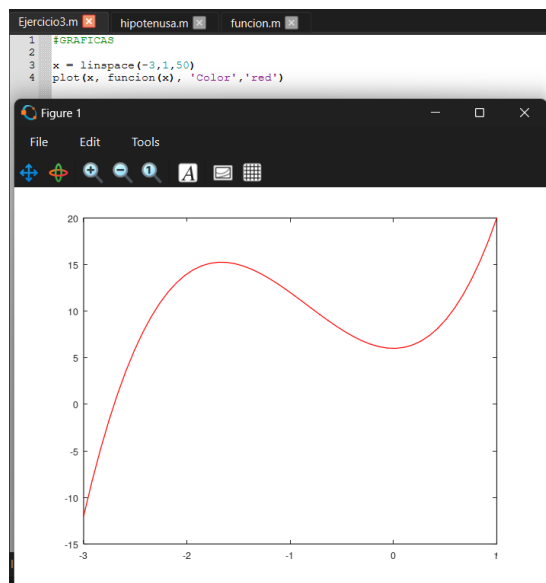 Ejercicio3.m hipotenusa.m funcion.m
1 #GRAFICAS
2
3 x = linspace(-3,1,50)
4 plot(x, funcion(x), 'Color','red')
Figure 1
File Edit Tools
1 A
20
15
10
5
0
-5
-10
-15
-3 -2 -1 0 1